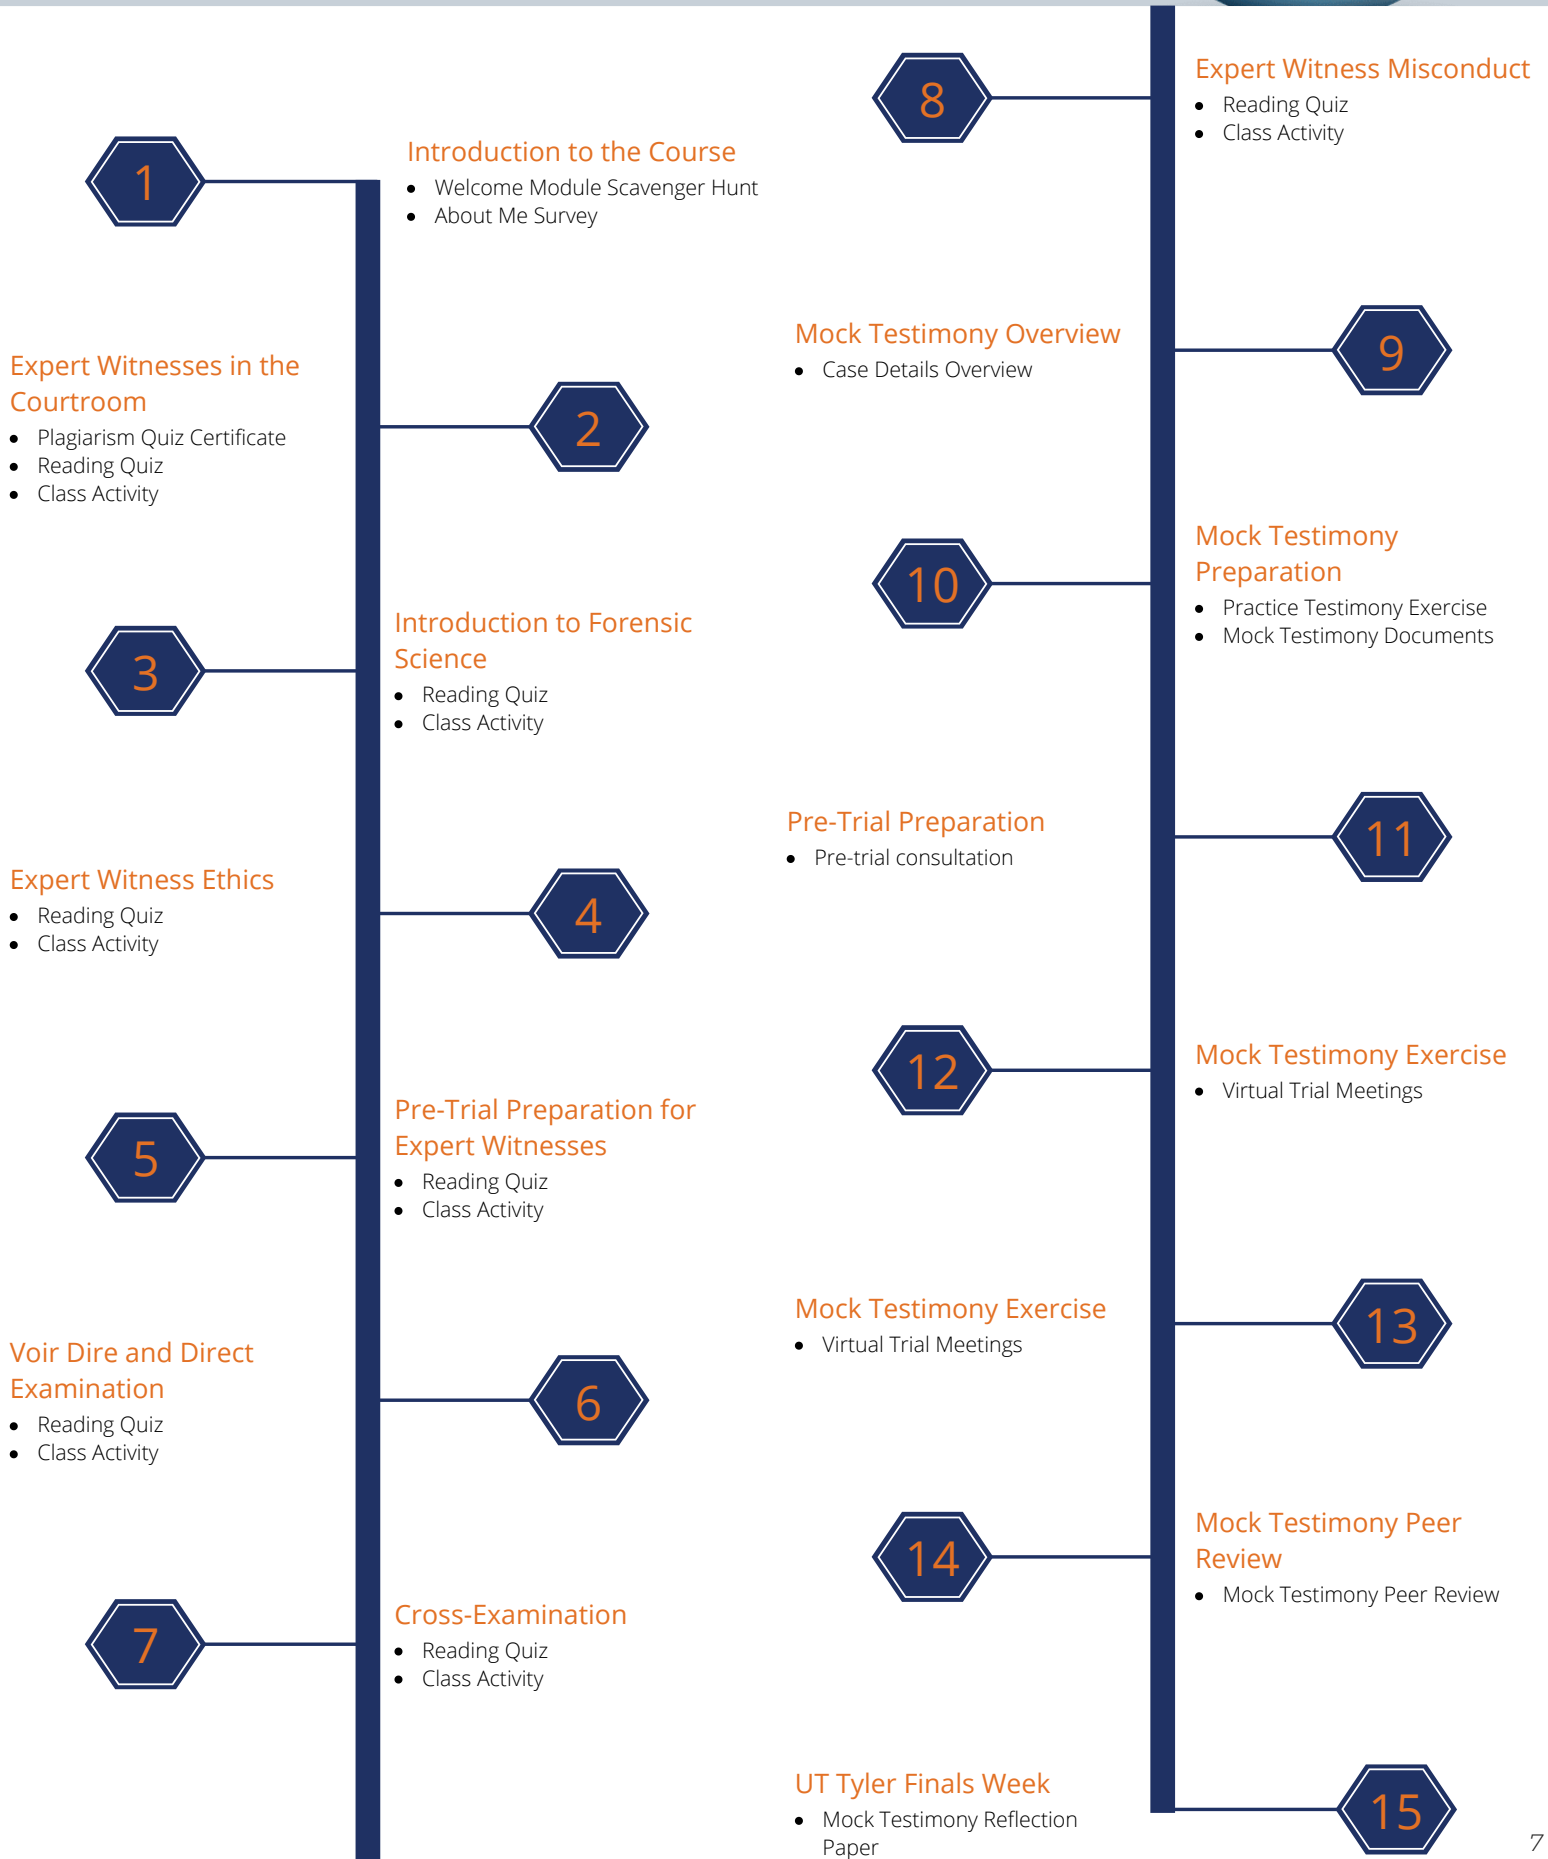 1
Introduction to the Course
• Welcome Module Scavenger Hunt
• About Me Survey
Expert Witnesses in the
Courtroom
• Plagiarism Quiz Certificate
• Reading Quiz
• Class Activity
2
3
Introduction to Forensic
Science
• Reading Quiz
• Class Activity
Expert Witness Ethics
• Reading Quiz
• Class Activity
4
5
Pre-Trial Preparation for
Expert Witnesses
• Reading Quiz
• Class Activity
Voir Dire and Direct
Examination
• Reading Quiz
• Class Activity
6
7
Cross-Examination
• Reading Quiz
• Class Activity
8
Expert Witness Misconduct
• Reading Quiz
• Class Activity
Mock Testimony Overview
• Case Details Overview
9
10
Mock Testimony
Preparation
• Practice Testimony Exercise
• Mock Testimony Documents
Pre-Trial Preparation
• Pre-trial consultation
11
12
Mock Testimony Exercise
• Virtual Trial Meetings
Mock Testimony Exercise
• Virtual Trial Meetings
13
14
Mock Testimony Peer
Review
• Mock Testimony Peer Review
UT Tyler Finals Week
• Mock Testimony Reflection
Paper
15
7